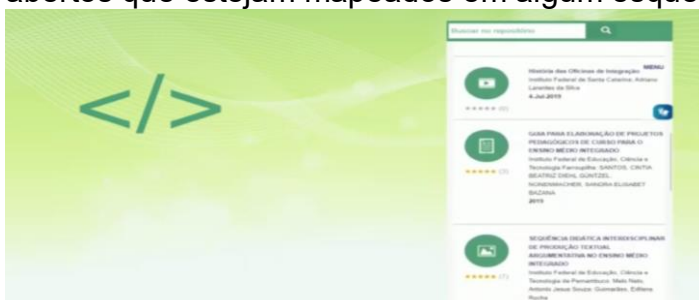 abertos que estejam mapeados em algum esque
</>
Buscar no repositório
MENU
História das Oficinas de Integração
Instituto Federal de Santa Catarina, Adriano
Larentes da Silva
4-Jul-2019
★★★★★ (0)
GUIA PARA ELABORAÇÃO DE PROJETOS
PEDAGÓGICOS DE CURSO PARA O
ENSINO MÉDIO INTEGRADO
Instituto Federal de Educação, Ciência e
Tecnologia Farroupilha; SANTOS, CINTIA
BEATRIZ DIEHL; GÜNTZEL
SANDRA ELISABET
BAZANA
2019
★★★★★ (7)
SEQUÊNCIA DIDÁTICA INTERDISCIPLINAR
DE PRODUÇÃO TEXTUAL
ARGUMENTATIVA NO ENSINO MÉDIO
INTEGRADO
Instituto Federal de Educação, Ciência e
Tecnologia de Pernambuco; Melo Neto,
Antonio Jesus Souza; Guimarães, Edilene
Rocha
★★★★★ (7)